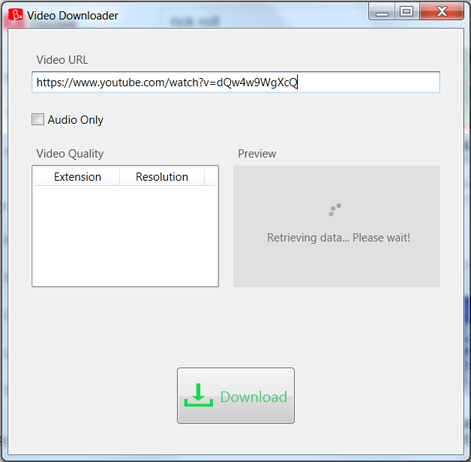 Video Downloader
rick roll
Video URL
https://www.youtube.com/watch?v=dQw4w9WgXcQ
Audio Only
Video Quality
Preview
Extension Resolution
Retrieving data... Please wait!
Download